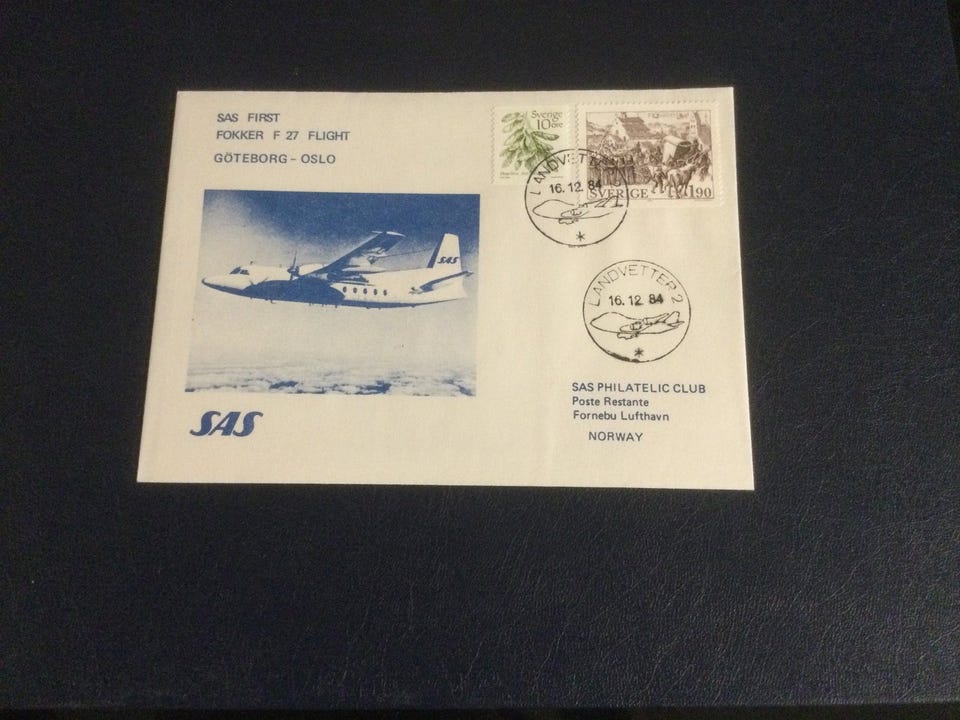 SAS FIRST
FOKKER F 27 FLIGHT
GÖTEBORG - OSLO
Sverige
10 öre
SVERIGE 1.90
LANDVETTER
16.12.84
LANDVETTER 2
16.12.84
SAS
SAS
SAS PHILATELIC CLUB
Poste Restante
Fornebu Lufthavn
NORWAY